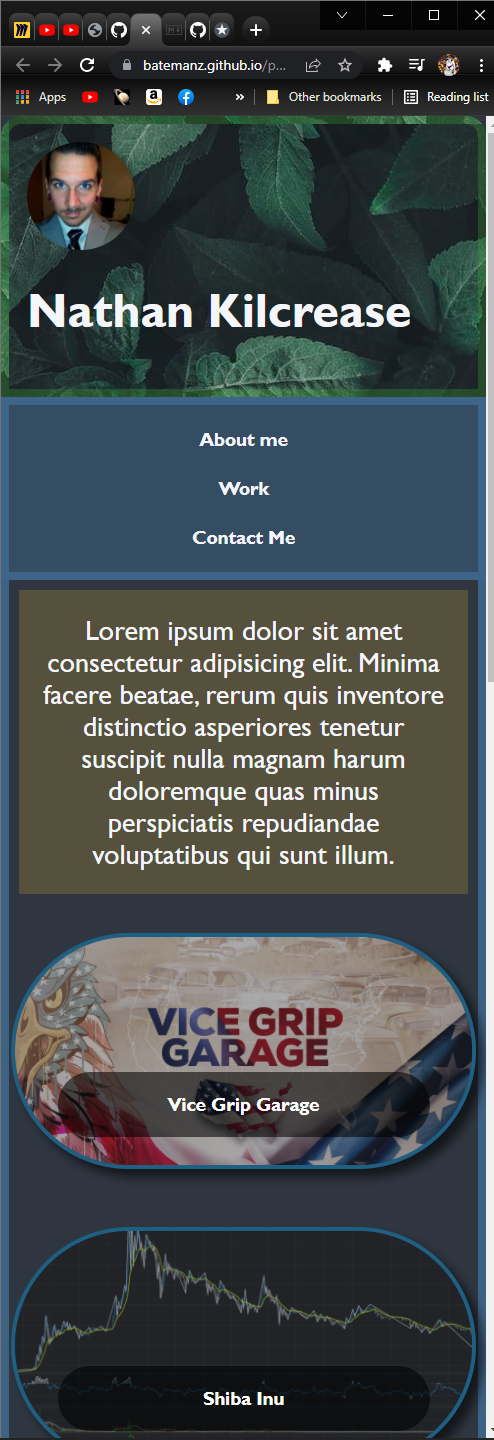 batemanz.github.io/p...
Apps
»
Other bookmarks
Reading list
Nathan Kilcrease
About me
Work
Contact Me
Lorem ipsum dolor sit amet
consectetur adipisicing elit. Minima
facere beatae, rerum quis inventore
distinctio asperiores tenetur
suscipit nulla magnam harum
doloremque quas minus
perspiciatis repudiandae
voluptatibus qui sunt illum.
VICE GRIP
GARAGE
Vice Grip Garage
Shiba Inu